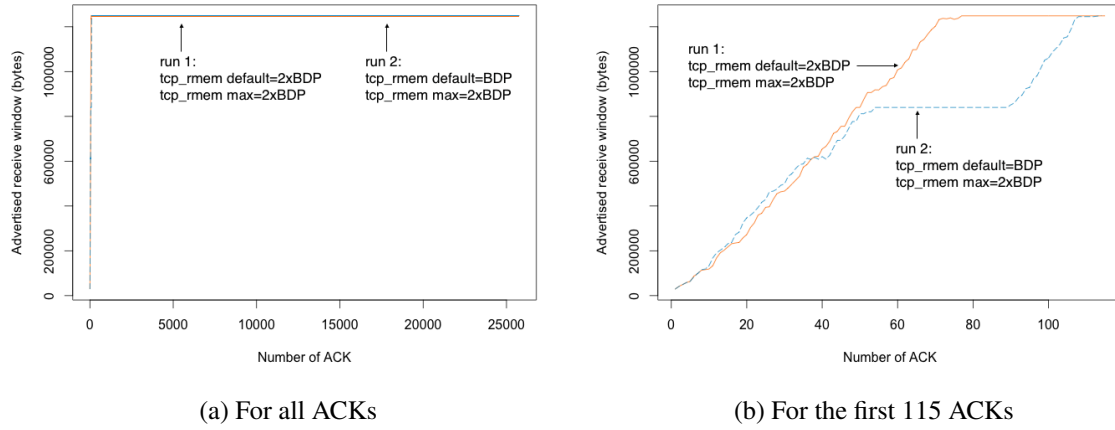 Advertised receive window (bytes)
0
200000
600000
1000000
run 1:
tcp_rmem default=2xBDP
tcp_rmem max=2xBDP
run 2:
tcp_rmem default=BDP
tcp_rmem max=2xBDP
0 5000 10000 15000 20000 25000
Number of ACK
(a) For all ACKs
Advertised receive window (bytes)
0
200000
600000
1000000
run 1:
tcp_rmem default=2xBDP
tcp_rmem max=2xBDP
run 2:
tcp_rmem default=BDP
tcp_rmem max=2xBDP
0 20 40 60 80 100
Number of ACK
(b) For the first 115 ACKs